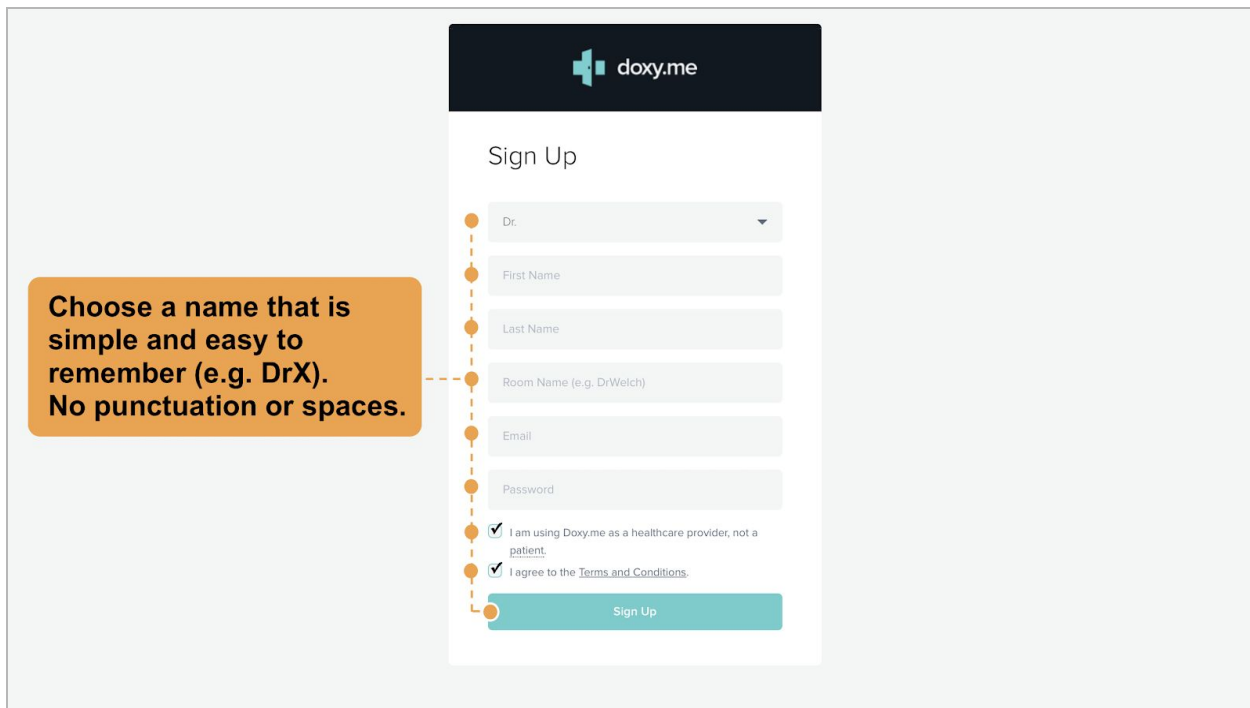 doxy.me
Sign Up
Dr.
First Name
Choose a name that is
simple and easy to
remember (e.g. DrX).
No punctuation or spaces.
Last Name
Room Name (e.g. DrWelch)
Email
Password
I am using Doxy.me as a healthcare provider, not a
patient.
I agree to the Terms and Conditions.
Sign Up